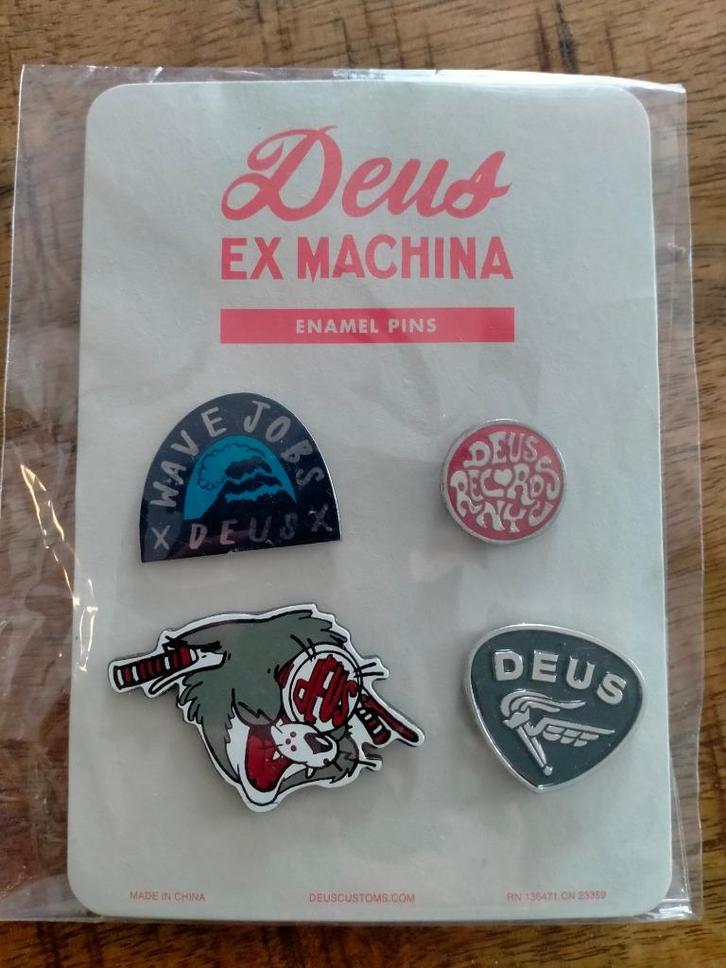 Deus
EX MACHINA
ENAMEL PINS
WAVE JOBS
X DEUS X
DEUS
RECORDS
NYC
DEUS
DEUS
MADE IN CHINA
DEUSCUSTOMS.COM
RN 136471 CN 23359